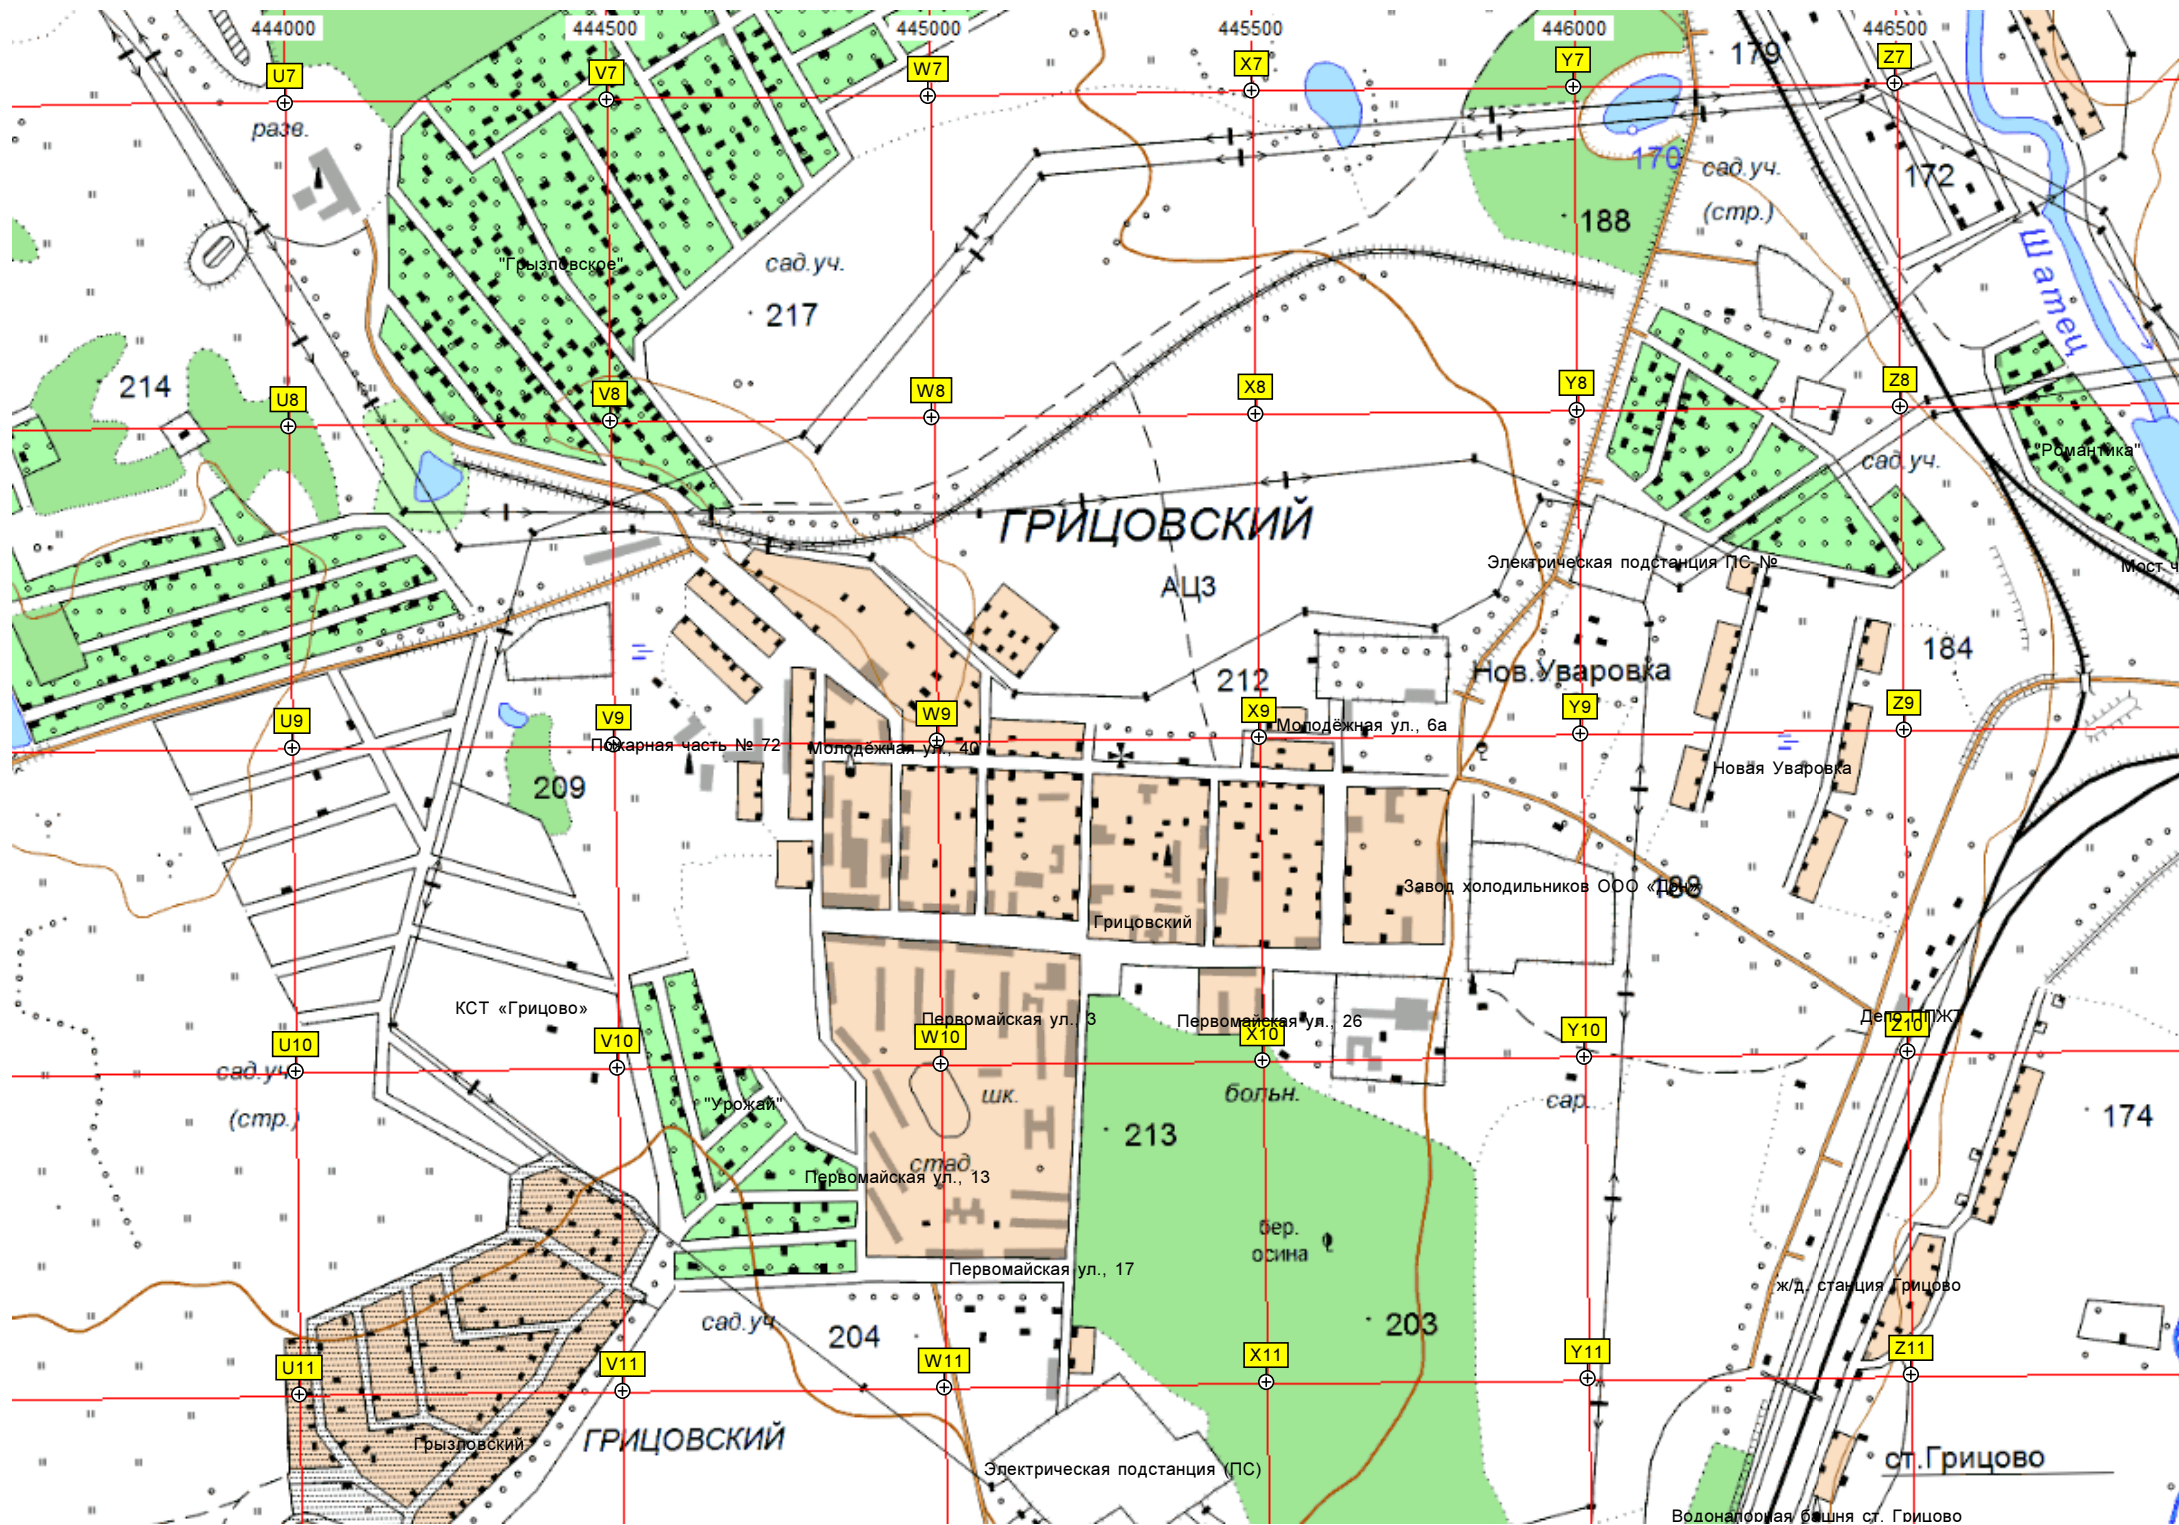 444000 444500 445000 445500 446000 446500
U7 V7 W7 X7 Y7 Z7
179
разв.
170
сад.уч.
(стр.)
172
188
"Грызловское"
сад.уч.
217
Шатец
214
U8 V8 W8 X8 Y8 Z8
сад.уч.
"Романтика"
ГРИЦОВСКИЙ
АЦЗ
Электрическая подстанция ПС №
Мост ч
184
212
Нов.Уваровка
U9 V9 W9 X9 Y9 Z9
Молодёжная ул., 6а
Пожарная часть № 72
Молодёжная ул., 40
Новая Уваровка
209
Завод холодильников ООО «Дон»
188
Грицовский
КСТ «Грицово»
Первомайская ул., 3
Первомайская ул., 26
Депо ППЖТ
U10 V10 W10 X10 Y10 Z10
сад.уч.
(стр.)
"Урожай"
шк.
больн.
сар.
174
213
стад.
Первомайская ул., 13
бер.
осина
Первомайская ул., 17
ж/д. станция Грицово
сад.уч.
204
203
U11 V11 W11 X11 Y11 Z11
Грызловский
ГРИЦОВСКИЙ
Электрическая подстанция (ПС)
ст.Грицово
Водонапорная башня ст. Грицово